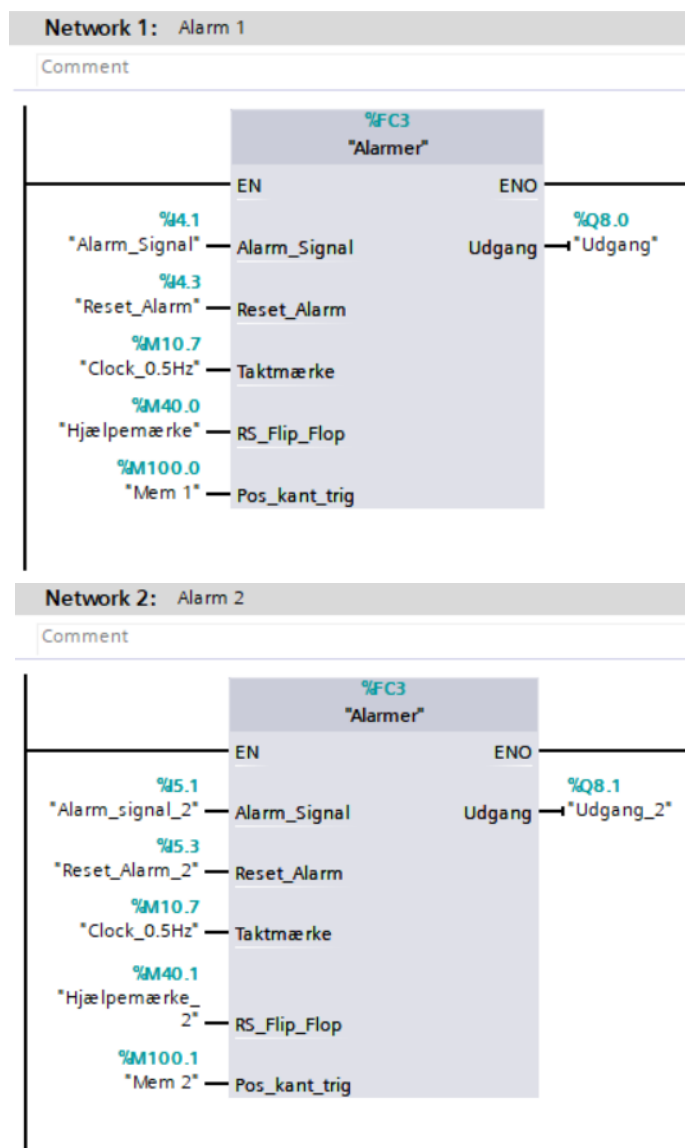 Network 1: Alarm 1
Comment
%FC3
"Alarmer"
EN ENO
%I4.1 %Q8.0
"Alarm_Signal" Alarm_Signal Udgang "Udgang"
%I4.3
"Reset_Alarm" Reset_Alarm
%M10.7
"Clock_0.5Hz" Taktmærke
%M40.0
"Hjælpemærke" RS_Flip_Flop
%M100.0
"Mem 1" Pos_kant_trig
Network 2: Alarm 2
Comment
%FC3
"Alarmer"
EN ENO
%I5.1 %Q8.1
"Alarm_signal_2" Alarm_Signal Udgang "Udgang_2"
%I5.3
"Reset_Alarm_2" Reset_Alarm
%M10.7
"Clock_0.5Hz" Taktmærke
%M40.1
"Hjælpemærke_
2" RS_Flip_Flop
%M100.1
"Mem 2" Pos_kant_trig